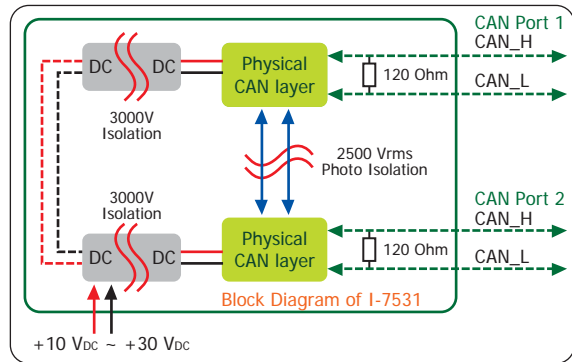 CAN Port 1
CAN_H
DC
DC
Physical
CAN layer
120 Ohm
CAN_L
3000V
Isolation
2500 Vrms
Photo Isolation
3000V
Isolation
CAN Port 2
CAN_H
DC
DC
Physical
CAN layer
120 Ohm
CAN_L
Block Diagram of I-7531
+10 VDC ~ +30 VDC